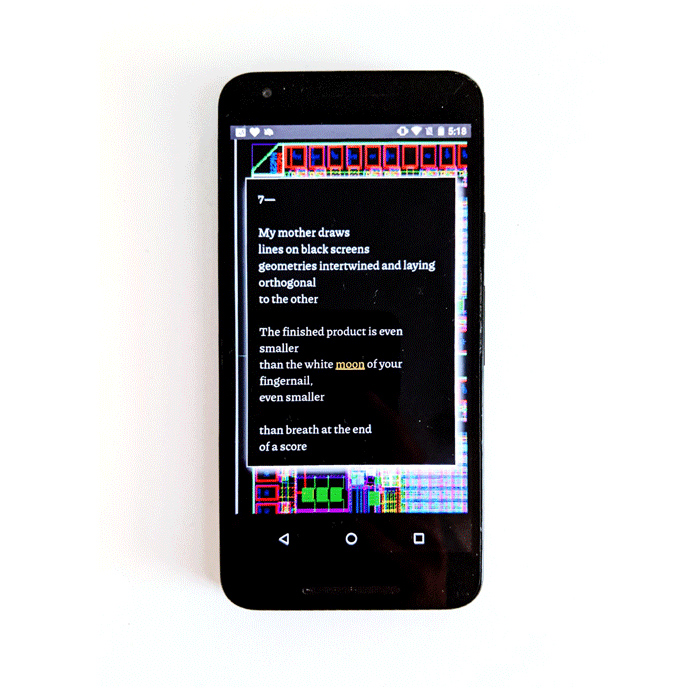 5:18
7—
My mother draws
lines on black screens
geometries intertwined and laying
orthogonal
to the other
The finished product is even
smaller
than the white moon of your
fingernail,
even smaller
than breath at the end
of a score